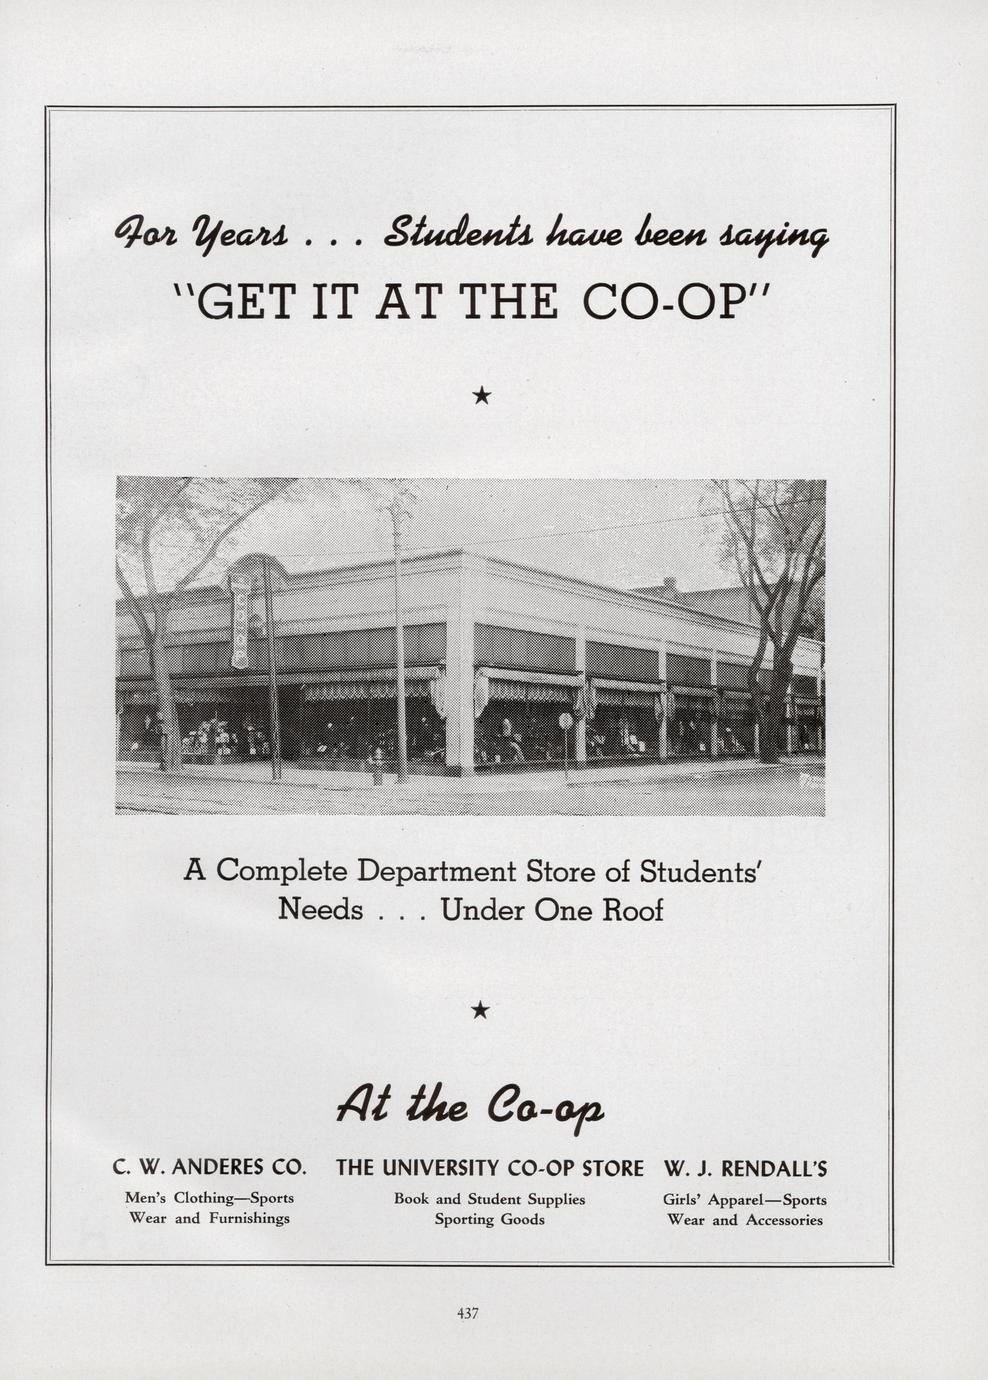 For Years . . . Students have been saying
"GET IT AT THE CO-OP"
CO-OP
A Complete Department Store of Students'
Needs . . . Under One Roof
At the Co-op
C. W. ANDERES CO.
Men's Clothing—Sports
Wear and Furnishings
THE UNIVERSITY CO-OP STORE
Book and Student Supplies
Sporting Goods
W. J. RENDALL'S
Girls' Apparel—Sports
Wear and Accessories
437